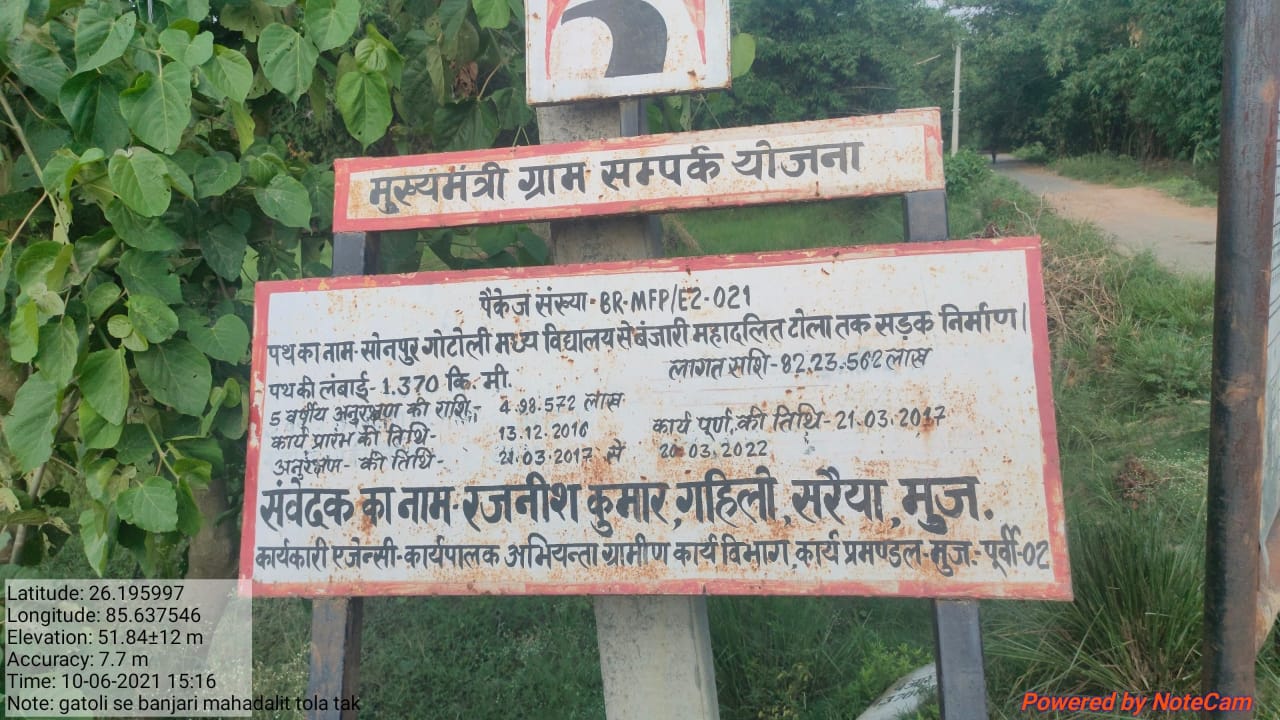 मुख्यमंत्री ग्राम सम्पर्क योजना
पैकेज संख्या- BR-MFP/E2-021
पथ का नाम- सोनपुर गोटोली मध्य विद्यालय से बंजारी महादलित टोला तक सड़क निर्माण।
पथ की लंबाई- 1.370 कि. मी. लागत राशि-82.23.562 लाख
5 वर्षीय अनुरक्षण की राशि,- 4.98.572 लाख
कार्य प्रारंभ की तिथि- 13.12.2016 कार्य पूर्ण की तिथि-21.03.2017
अनुरक्षण- की तिथि- 21.03.2017 से 20.03.2022
संवेदक का नाम-रजनीश कुमार, गहिली, सरैया, मुज.
कार्यकारी एजेन्सी-कार्यपालक अभियन्ता ग्रामीण कार्य विभाग, कार्य प्रमण्डल-मुज.-पूर्वी-02
Latitude: 26.195997
Longitude: 85.637546
Elevation: 51.84±12 m
Accuracy: 7.7 m
Time: 10-06-2021 15:16
Note: gatoli se banjari mahadalit tola tak
Powered by NoteCam